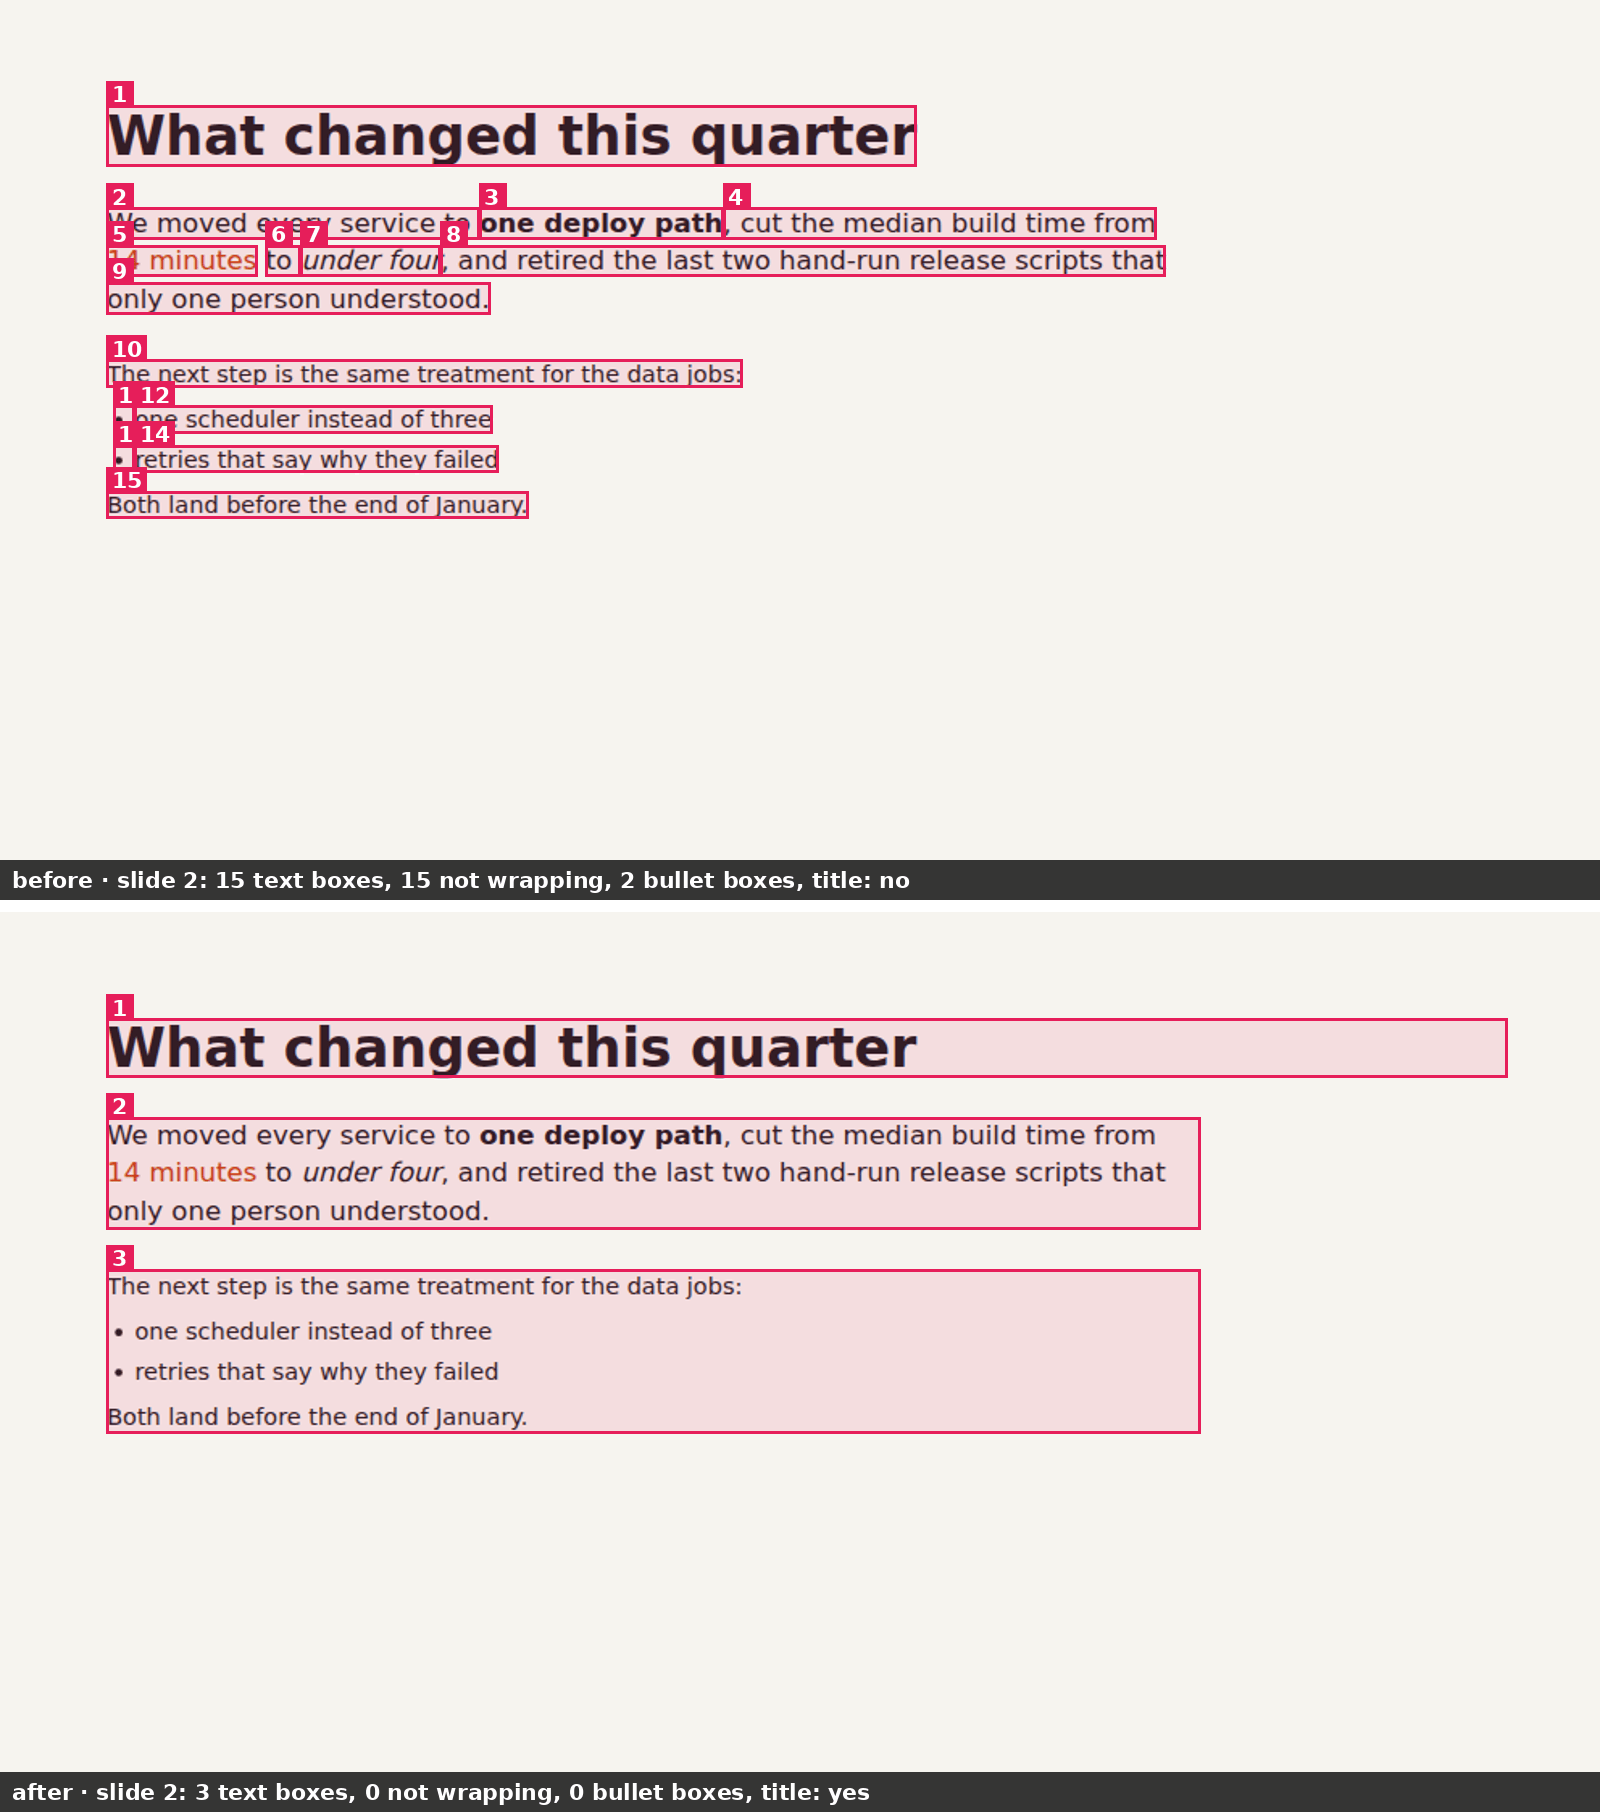 1
What changed this quarter
2 3 4
We moved every service to one deploy path, cut the median build time from
5 6 7 8
14 minutes to under four, and retired the last two hand-run release scripts that
9
only one person understood.
10
The next step is the same treatment for the data jobs:
1 12
• one scheduler instead of three
1 14
• retries that say why they failed
15
Both land before the end of January.
before · slide 2: 15 text boxes, 15 not wrapping, 2 bullet boxes, title: no
1
What changed this quarter
2
We moved every service to one deploy path, cut the median build time from
14 minutes to under four, and retired the last two hand-run release scripts that
only one person understood.
3
The next step is the same treatment for the data jobs:
• one scheduler instead of three
• retries that say why they failed
Both land before the end of January.
after · slide 2: 3 text boxes, 0 not wrapping, 0 bullet boxes, title: yes